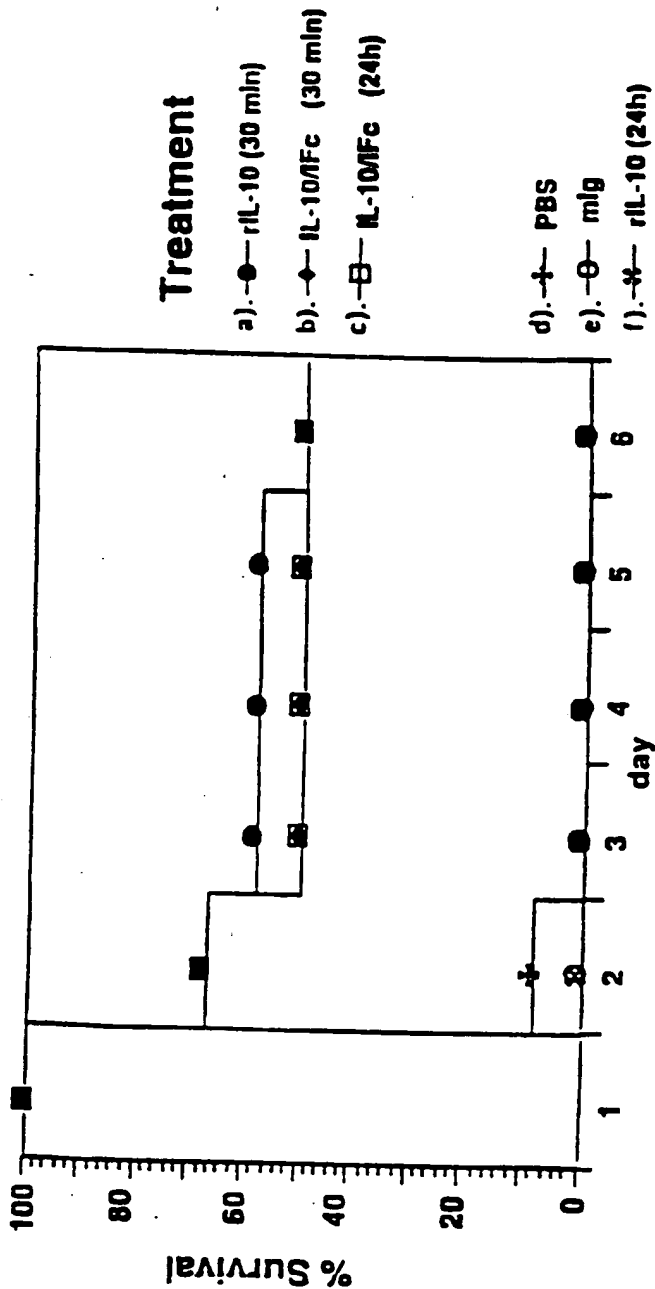 Treatment
a). rIL-10 (30 min)
b). IL-10/Fc (30 min)
c). IL-10/Fc (24h)
d). PBS
e). mIg
f). rIL-10 (24h)
% Survival
100
80
60
40
20
0
1
2
3
4
5
6
day